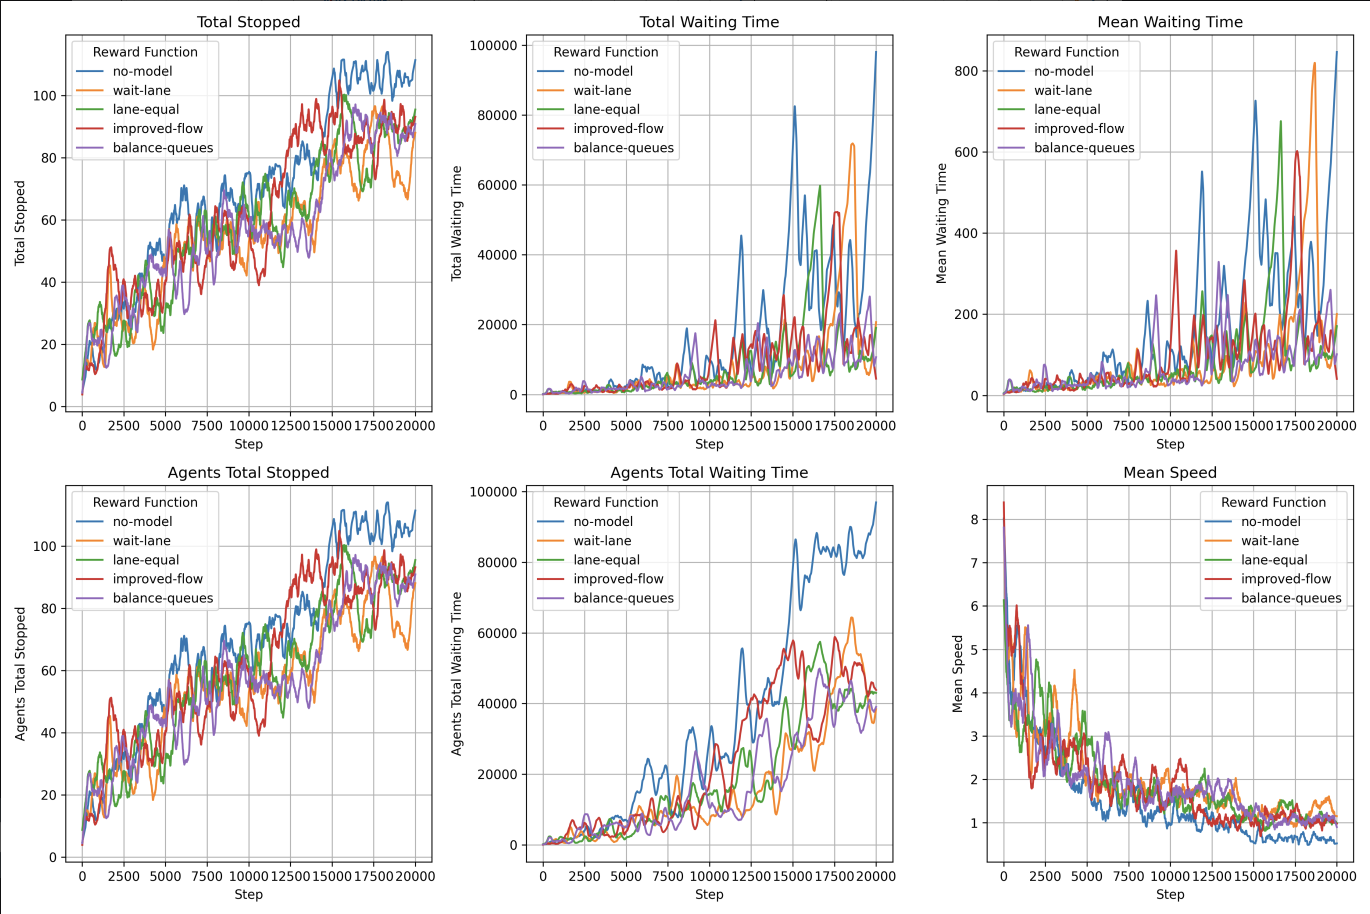 Total Stopped
Total Stopped
Reward Function
no-model
wait-lane
lane-equal
improved-flow
balance-queues
100
80
60
40
20
0
0 2500 5000 7500 10000 12500 15000 17500 20000
Step
Total Waiting Time
Total Waiting Time
Reward Function
no-model
wait-lane
lane-equal
improved-flow
balance-queues
100000
80000
60000
40000
20000
0
0 2500 5000 7500 10000 12500 15000 17500 20000
Step
Mean Waiting Time
Mean Waiting Time
Reward Function
no-model
wait-lane
lane-equal
improved-flow
balance-queues
800
600
400
200
0
0 2500 5000 7500 10000 12500 15000 17500 20000
Step
Agents Total Stopped
Agents Total Stopped
Reward Function
no-model
wait-lane
lane-equal
improved-flow
balance-queues
100
80
60
40
20
0
0 2500 5000 7500 10000 12500 15000 17500 20000
Step
Agents Total Waiting Time
Agents Total Waiting Time
Reward Function
no-model
wait-lane
lane-equal
improved-flow
balance-queues
100000
80000
60000
40000
20000
0
0 2500 5000 7500 10000 12500 15000 17500 20000
Step
Mean Speed
Mean Speed
Reward Function
no-model
wait-lane
lane-equal
improved-flow
balance-queues
8
7
6
5
4
3
2
1
0 2500 5000 7500 10000 12500 15000 17500 20000
Step